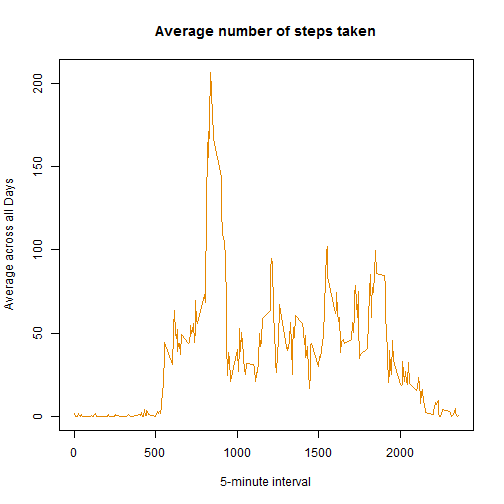 Average number of steps taken
Average across all Days
200
150
100
50
0
0 500 1000 1500 2000
5-minute interval